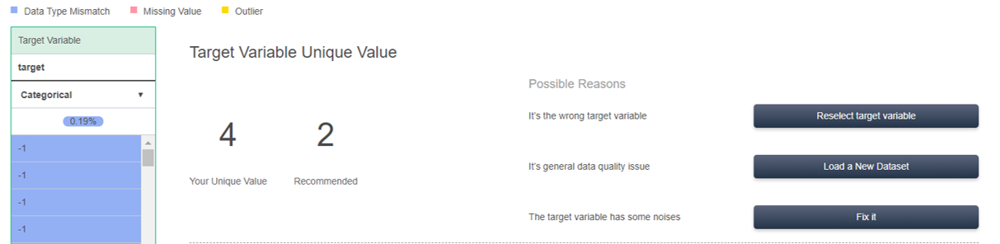 Data Type Mismatch Missing Value Outlier
Target Variable
target
Categorical
0.19%
-1
-1
-1
-1
Target Variable Unique Value
4 2
Your Unique Value Recommended
Possible Reasons
It's the wrong target variable Reselect target variable
It's general data quality issue Load a New Dataset
The target variable has some noises Fix it